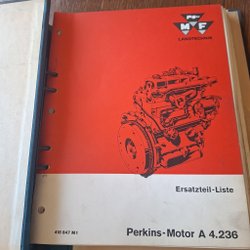 MF
LANDTECHNIK
Ersatzteil-Liste
Perkins-Motor A 4.236